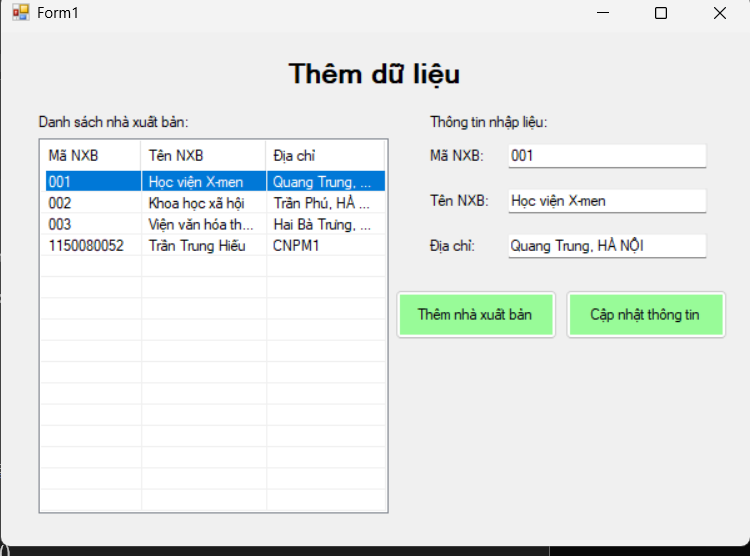 Form1
Thêm dữ liệu
Danh sách nhà xuất bản:
Mã NXB Tên NXB Địa chỉ
001 Học viện X-men Quang Trung, ...
002 Khoa học xã hội Trần Phú, HÀ ...
003 Viện văn hóa th... Hai Bà Trưng, ...
1150080052 Trần Trung Hiếu CNPM1
Thông tin nhập liệu:
Mã NXB: 001
Tên NXB: Học viện X-men
Địa chỉ: Quang Trung, HÀ NỘI
Thêm nhà xuất bản Cập nhật thông tin